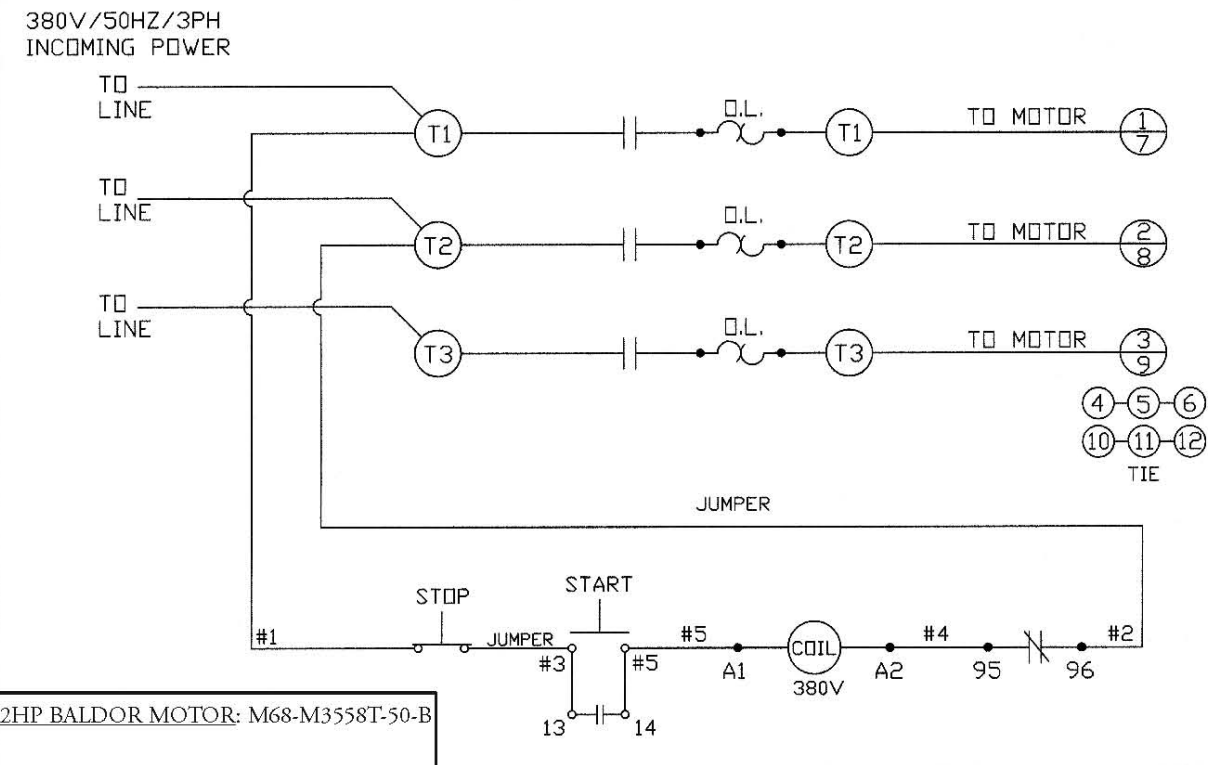 380V/50HZ/3PH
INCOMING POWER
TO
LINE
T1
O.L.
T1
TO MOTOR
1
7
TO
LINE
T2
O.L.
T2
TO MOTOR
2
8
TO
LINE
T3
O.L.
T3
TO MOTOR
3
9
4 5 6
10 11 12
TIE
JUMPER
STOP
START
#1
JUMPER
#3
#5
#5
A1
COIL
380V
A2
#4
95
96
#2
13
14
2HP BALDOR MOTOR: M68-M3558T-50-B